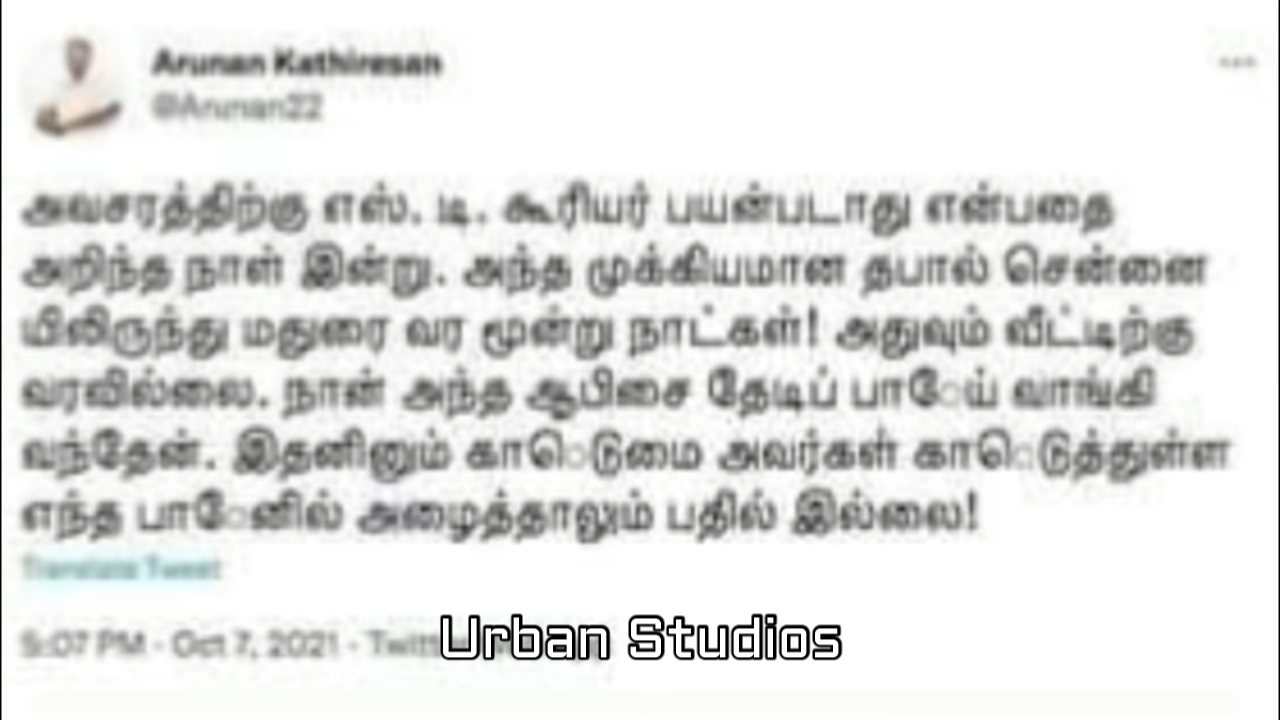 Arunan Kathiresan
@Arunan22
அவசரத்திற்கு எஸ். டி. கூரியர் பயன்படாது என்பதை
அறிந்த நாள் இன்று. அந்த முக்கியமான தபால் சென்னை
யிலிருந்து மதுரை வர மூன்று நாட்கள்! அதுவும் வீட்டிற்கு
வரவில்லை. நான் அந்த ஆபிசை தேடிப் பாேய் வாங்கி
வந்தேன். இதனினும் காெடுமை அவர்கள் காெடுத்துள்ள
எந்த பாேனில் அழைத்தாலும் பதில் இல்லை!
Translate Tweet
5:07 PM · Oct 7, 2021 ·
Urban Studios